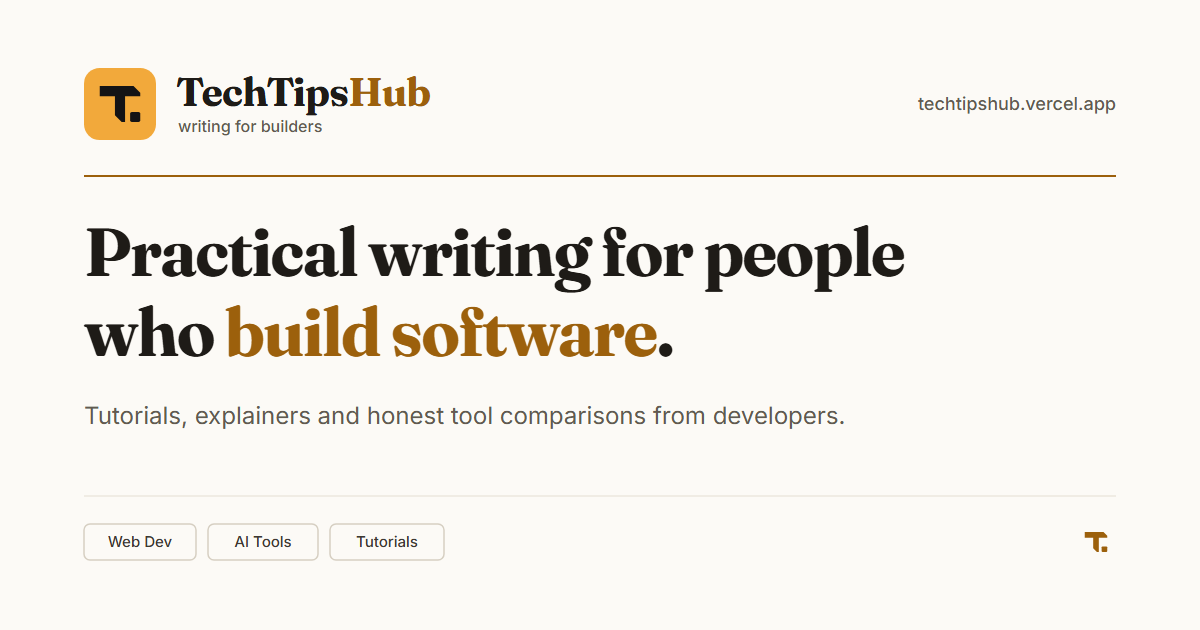 T.
TechTipsHub
writing for builders
techtipshub.vercel.app
Practical writing for people
who build software.
Tutorials, explainers and honest tool comparisons from developers.
Web Dev
AI Tools
Tutorials
T.